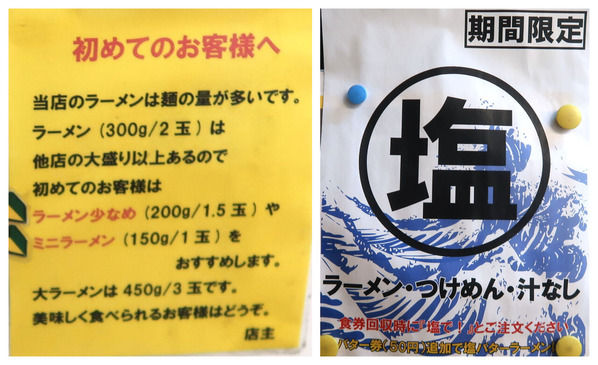 初めてのお客様へ
当店のラーメンは麺の量が多いです。
ラーメン(300g/2玉)は
他店の大盛り以上あるので
初めてのお客様は
ラーメン少なめ(200g/1.5玉)や
ミニラーメン(150g/1玉)を
おすすめします。
大ラーメンは450g/3玉です。
美味しく食べられるお客様はどうぞ。
店主
期間限定
塩
ラーメン・つけめん・汁なし
食券回収時に『塩で!』とご注文ください
バター券(50円)追加で塩バターラーメン!